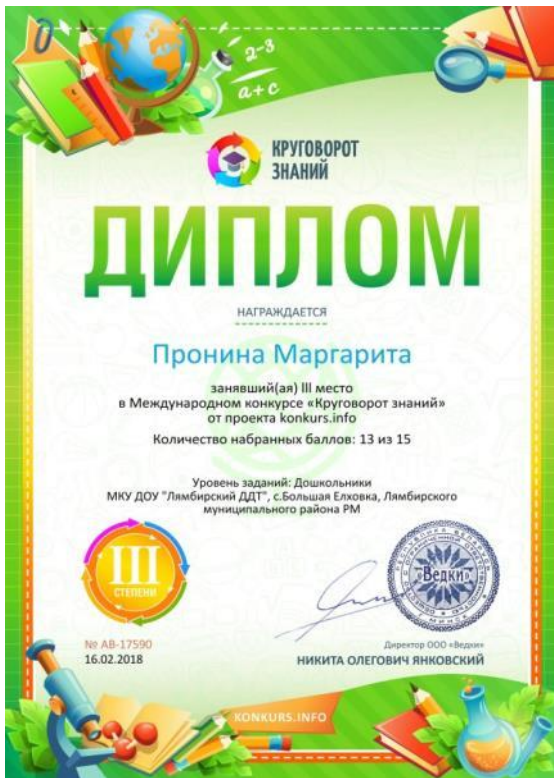 2-3
a+c
КРУГОВОРОТ
ЗНАНИЙ
ДИПЛОМ
НАГРАЖДАЕТСЯ
Пронина Маргарита
занявший(ая) III место
в Международном конкурсе «Круговорот знаний»
от проекта konkurs.info
Количество набранных баллов: 13 из 15
Уровень заданий: Дошкольники
МКУ ДОУ "Лямбирский ДДТ", с.Большая Елховка, Лямбирского
муниципального района РМ
III
СТЕПЕНИ
«Ведки»
№ АВ-17590
16.02.2018
Директор ООО «Ведки»
НИКИТА ОЛЕГОВИЧ ЯНКОВСКИЙ
KONKURS.INFO